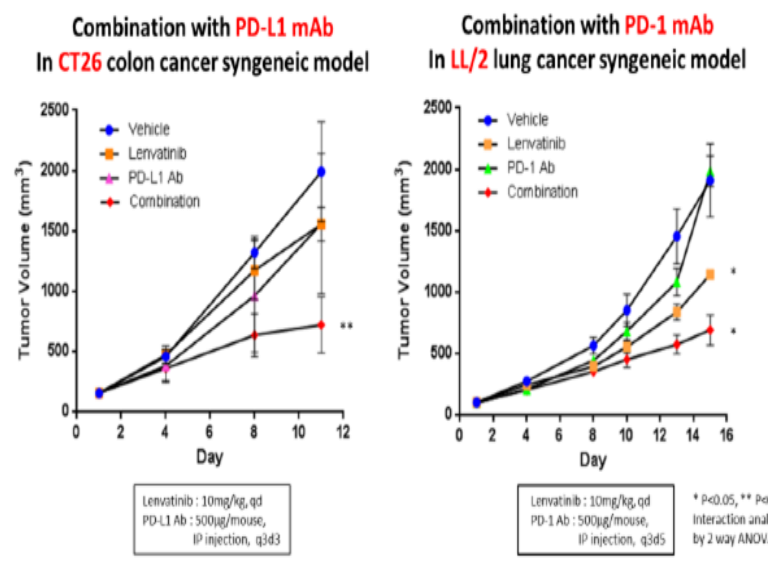 Combination with PD-L1 mAb
In CT26 colon cancer syngeneic model
2500
2000
1500
1000
500
0
Tumor Volume (mm³)
Vehicle
Lenvatinib
PD-L1 Ab
Combination
**
0 2 4 6 8 10 12
Day
Lenvatinib : 10mg/kg, qd
PD-L1 Ab : 500µg/mouse,
IP injection, q3d3
Combination with PD-1 mAb
In LL/2 lung cancer syngeneic model
2500
2000
1500
1000
500
0
Tumor Volume (mm³)
Vehicle
Lenvatinib
PD-1 Ab
Combination
*
*
0 2 4 6 8 10 12 14 16
Day
Lenvatinib : 10mg/kg, qd
PD-1 Ab : 500µg/mouse,
IP injection, q3d5
* P<0.05, ** P<
Interaction anal
by 2 way ANOV